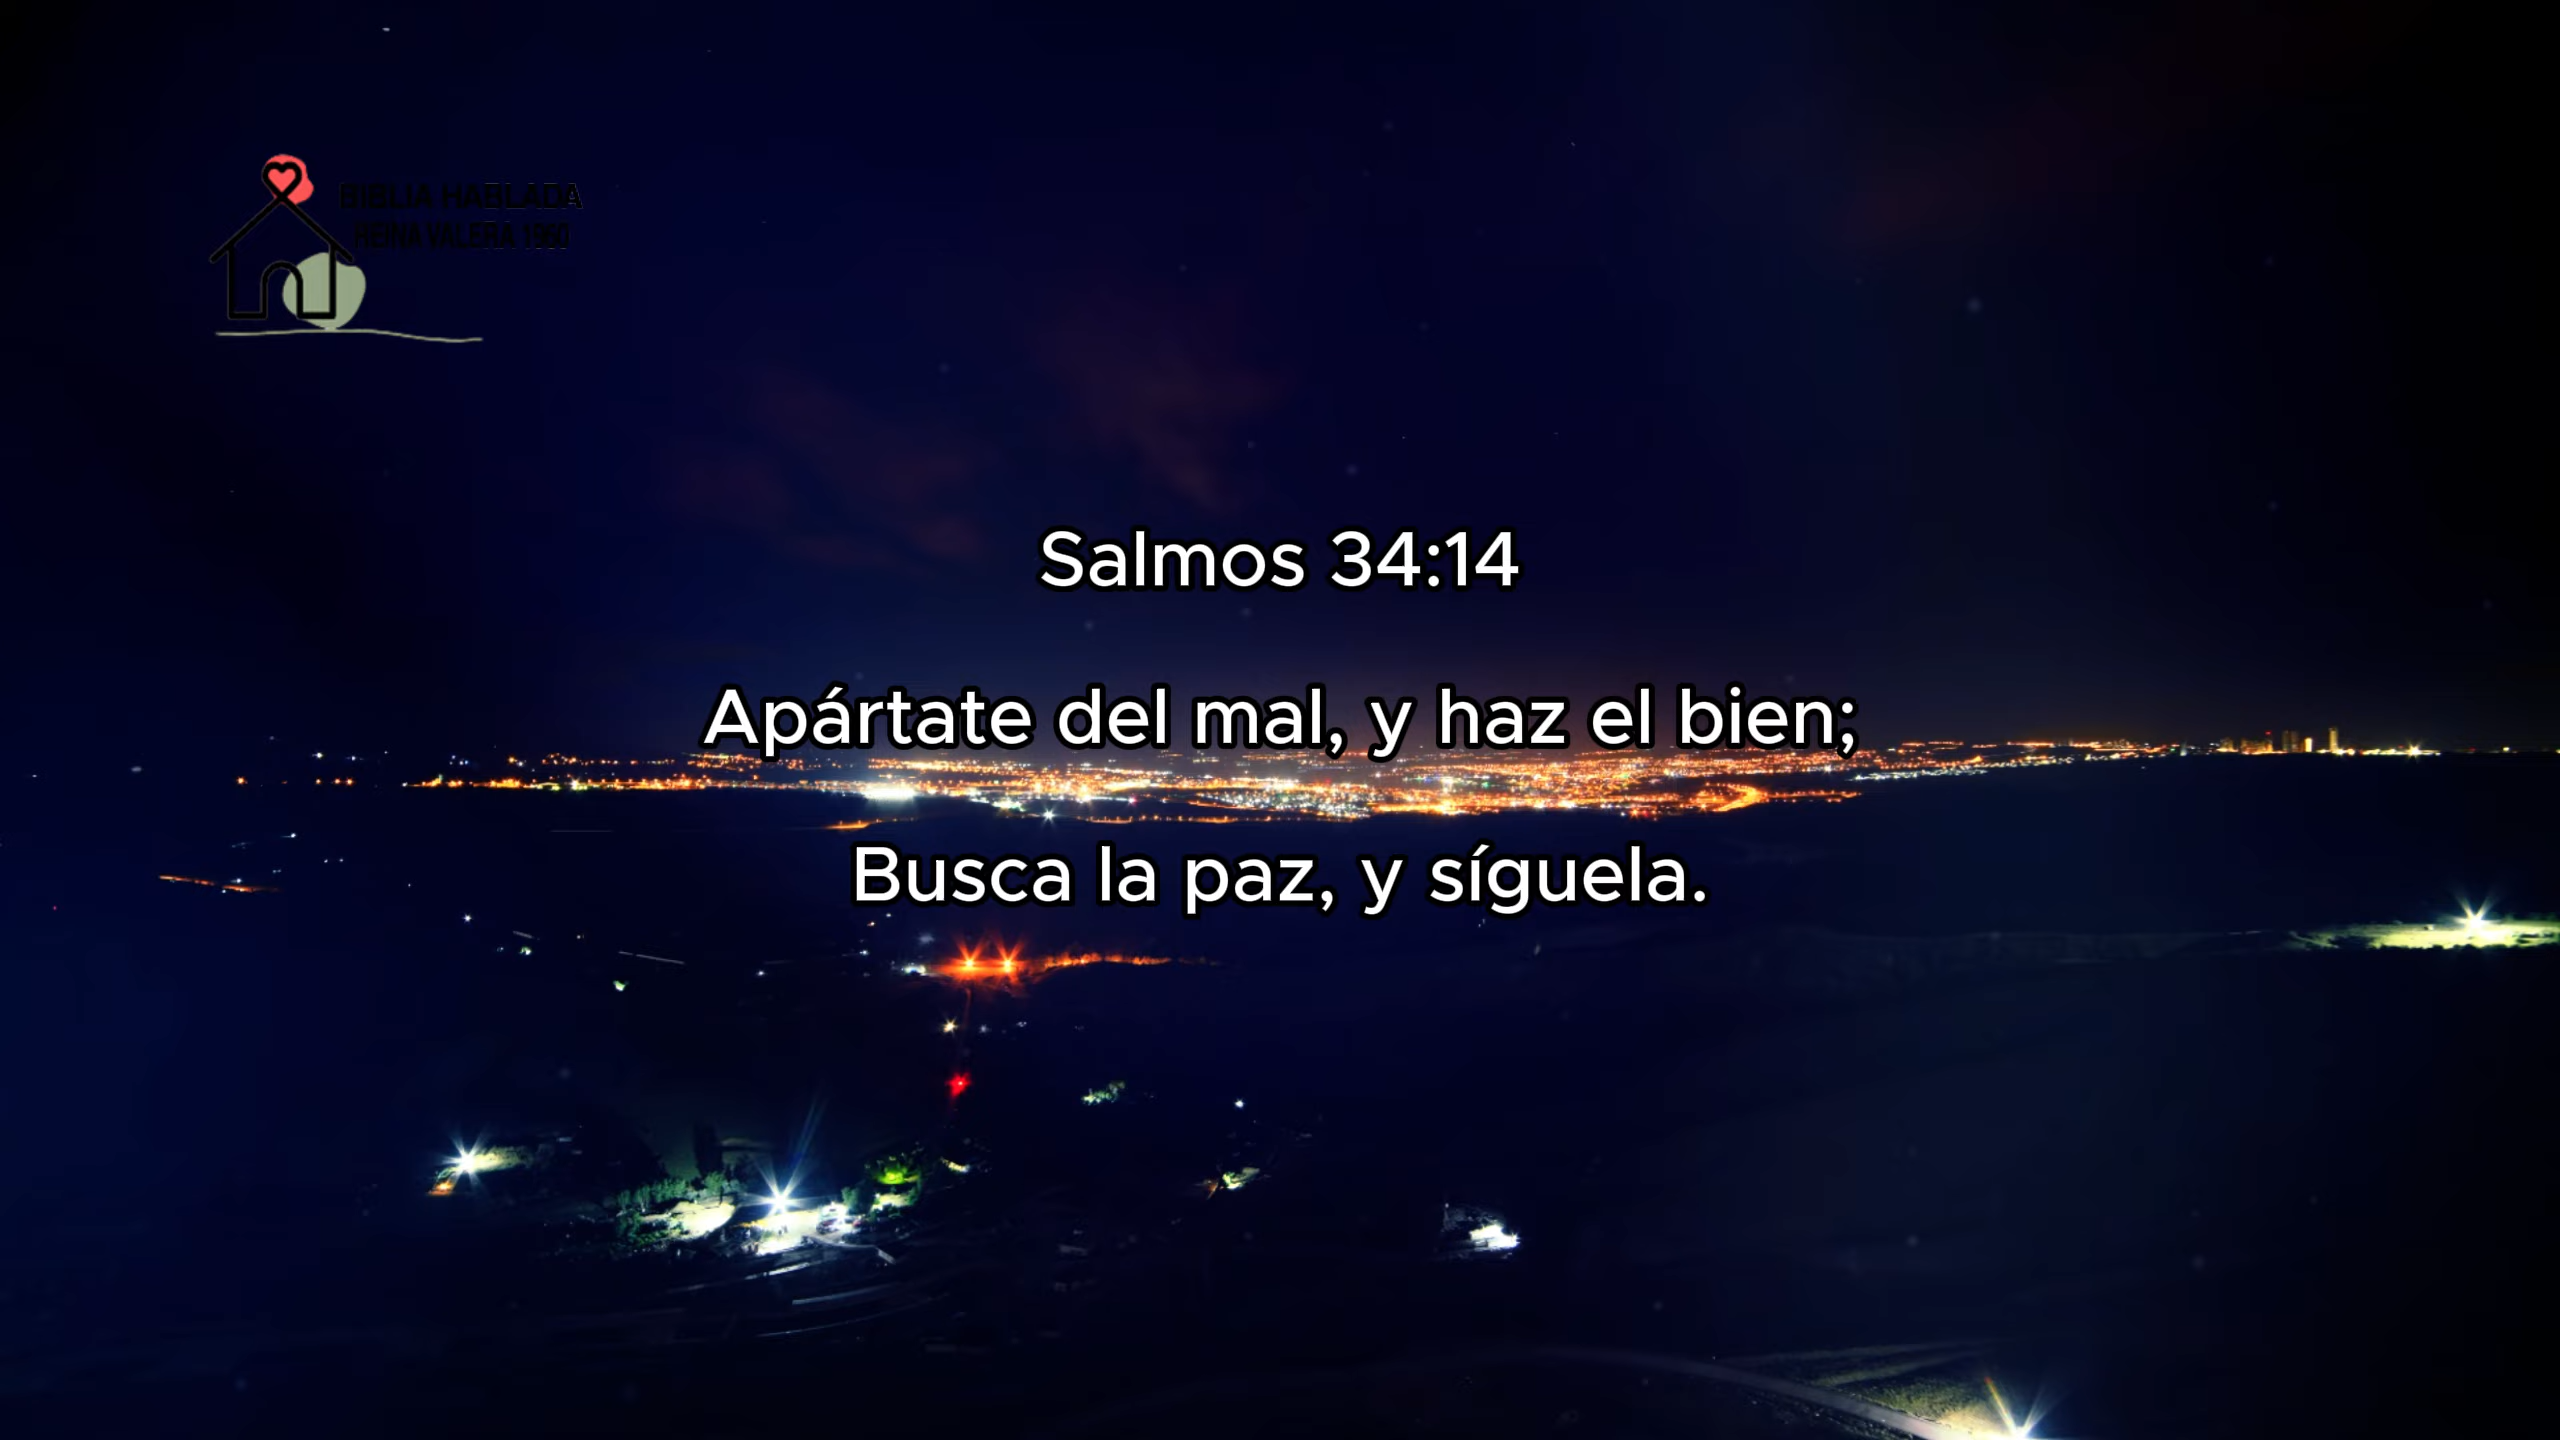 BIBLIA HABLADA
REINA VALERA 1960
Salmos 34:14
Apártate del mal, y haz el bien;
Busca la paz, y síguela.